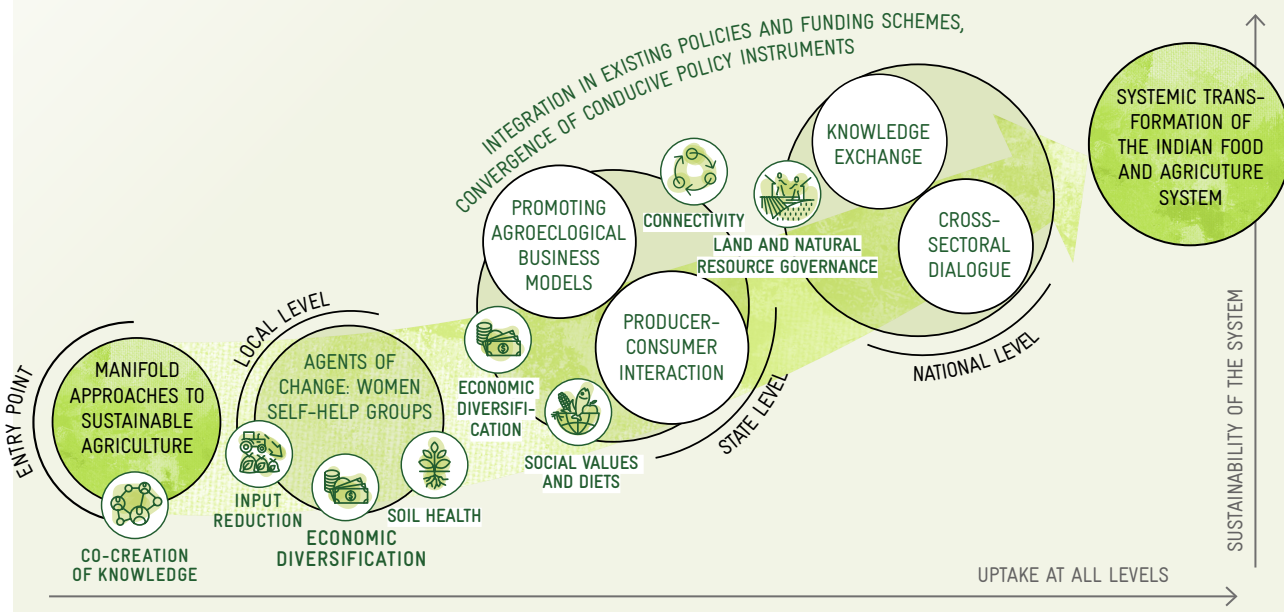 INTEGRATION IN EXISTING POLICIES AND FUNDING SCHEMES,
CONVERGENCE OF CONDUCIVE POLICY INSTRUMENTS
ENTRY POINT
MANIFOLD
APPROACHES TO
SUSTAINABLE
AGRICULTURE
CO-CREATION
OF KNOWLEDGE
LOCAL LEVEL
AGENTS OF
CHANGE: WOMEN
SELF-HELP GROUPS
INPUT
REDUCTION
ECONOMIC
DIVERSIFICATION
SOIL HEALTH
PROMOTING
AGROECLOGICAL
BUSINESS
MODELS
PRODUCER-
CONSUMER
INTERACTION
ECONOMIC
DIVERSIFI-
CATION
SOCIAL VALUES
AND DIETS
CONNECTIVITY
STATE LEVEL
LAND AND NATURAL
RESOURCE GOVERNANCE
KNOWLEDGE
EXCHANGE
CROSS-
SECTORAL
DIALOGUE
NATIONAL LEVEL
SYSTEMIC TRANS-
FORMATION OF
THE INDIAN FOOD
AND AGRICUTURE
SYSTEM
SUSTAINABILITY OF THE SYSTEM
UPTAKE AT ALL LEVELS